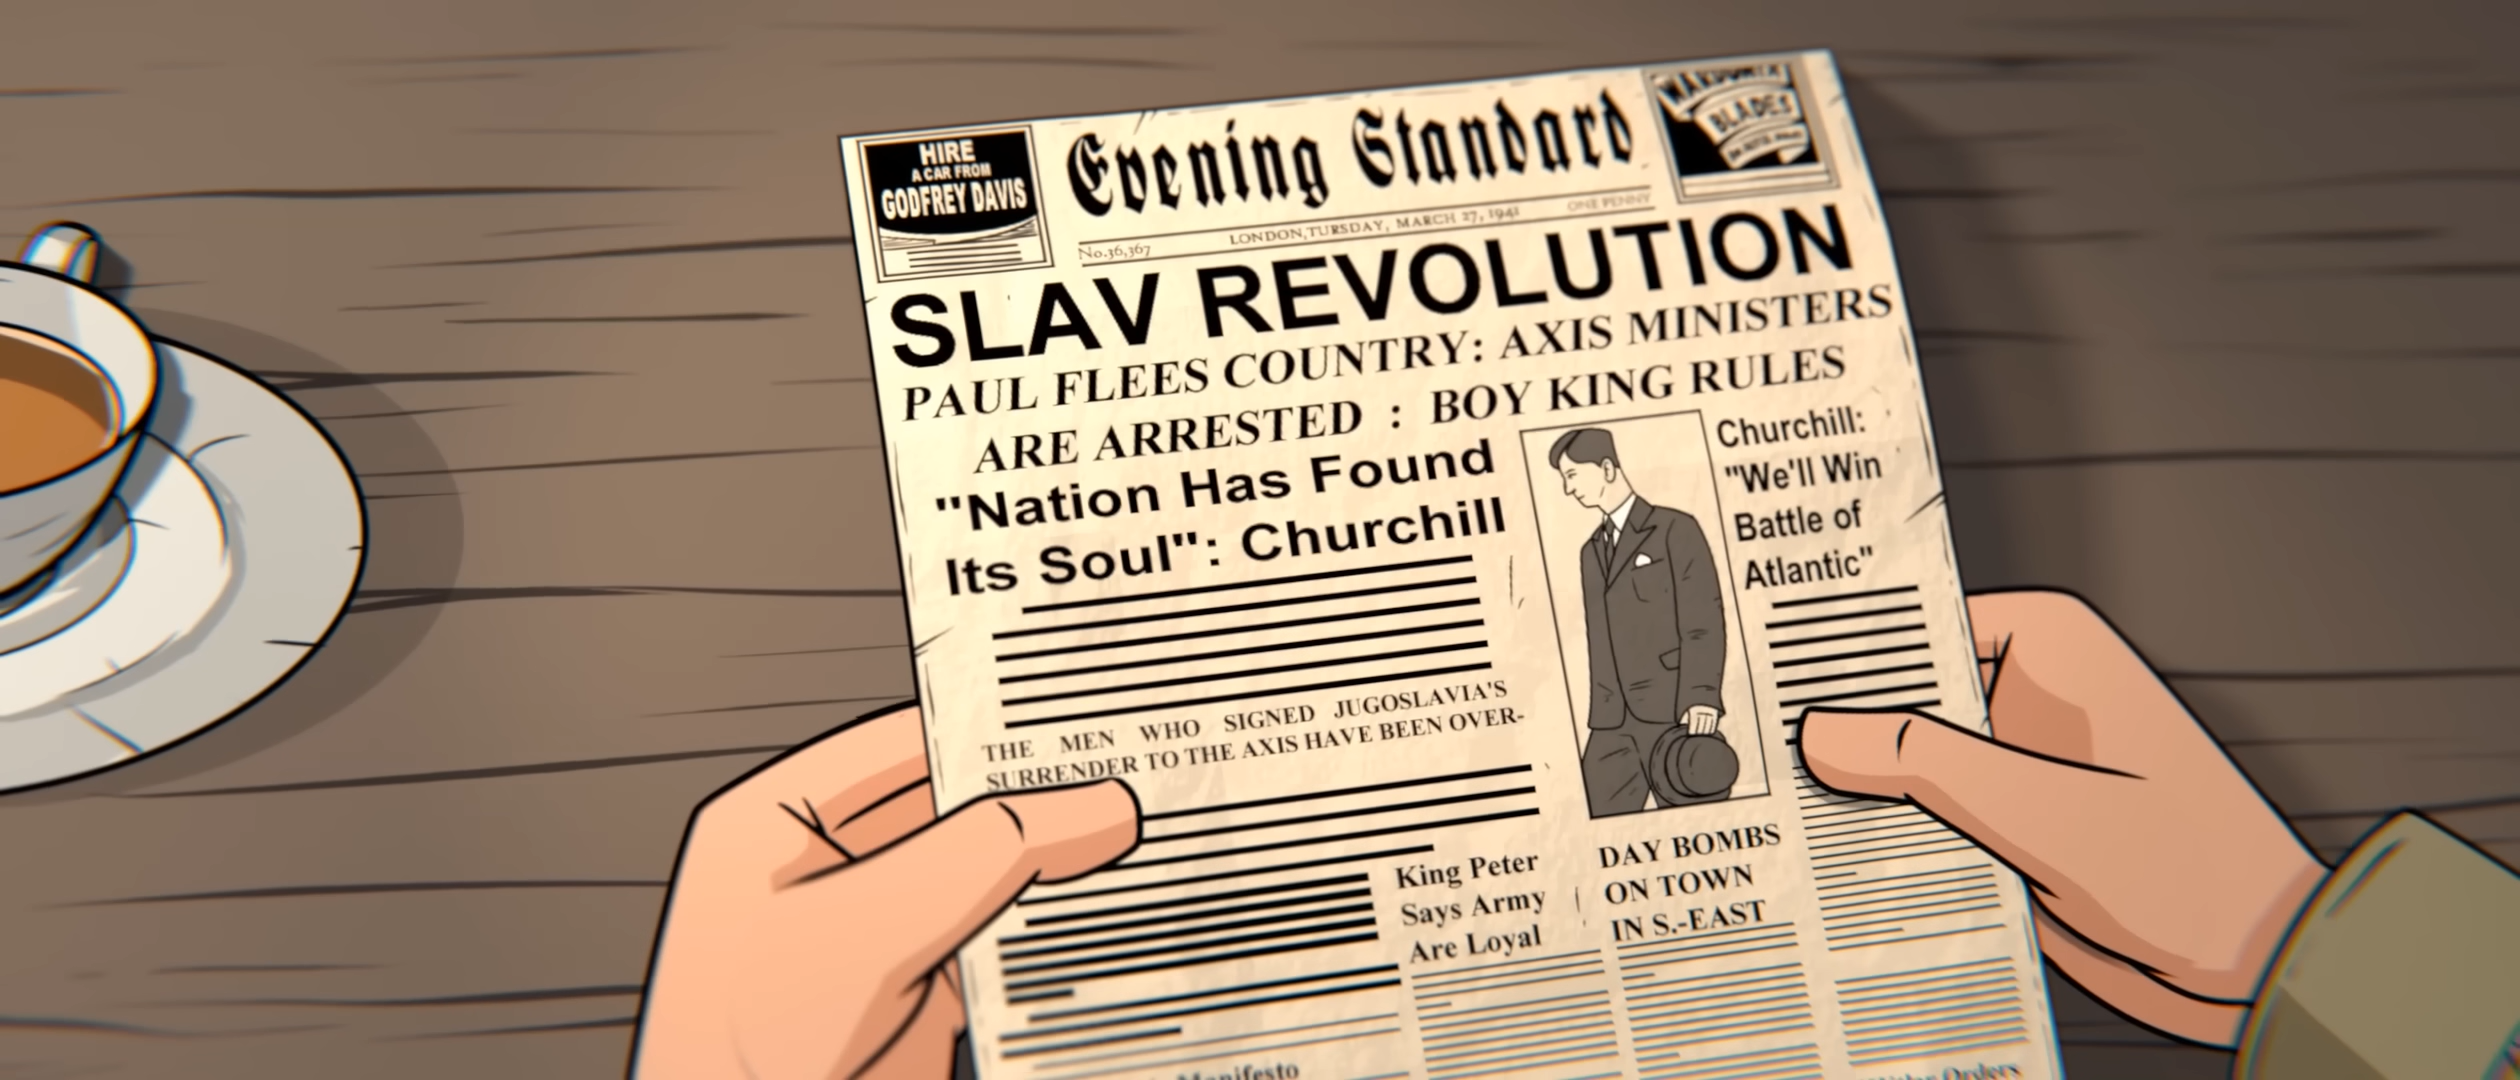 HIRE
A CAR FROM
GODFREY DAVIS
Evening Standard
BLADES
No.36,367
LONDON,TURSDAY, MARCH 27, 1941
ONE PENNY
SLAV REVOLUTION
PAUL FLEES COUNTRY: AXIS MINISTERS
ARE ARRESTED : BOY KING RULES
"Nation Has Found
Its Soul": Churchill
Churchill:
"We'll Win
Battle of
Atlantic"
THE MEN WHO SIGNED JUGOSLAVIA'S
SURRENDER TO THE AXIS HAVE BEEN OVER-
King Peter
Says Army
Are Loyal
DAY BOMBS
ON TOWN
IN S.-EAST
Manifesto
Orders